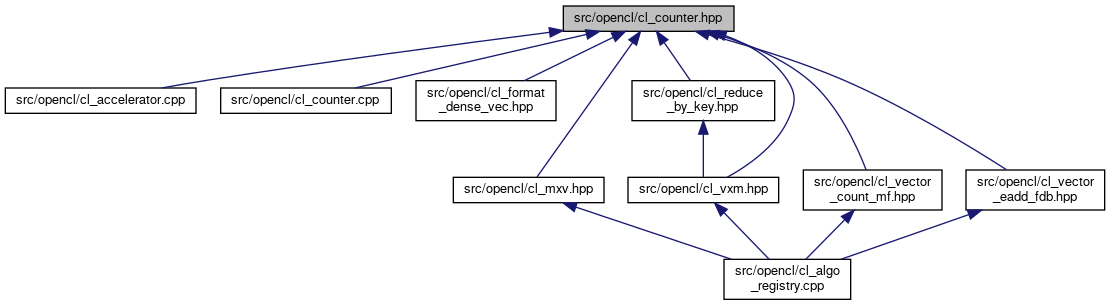 src/opencl/cl_counter.hpp
src/opencl/cl_accelerator.cpp
src/opencl/cl_counter.cpp
src/opencl/cl_format
_dense_vec.hpp
src/opencl/cl_reduce
_by_key.hpp
src/opencl/cl_mxv.hpp
src/opencl/cl_vxm.hpp
src/opencl/cl_vector
_count_mf.hpp
src/opencl/cl_vector
_eadd_fdb.hpp
src/opencl/cl_algo
_registry.cpp